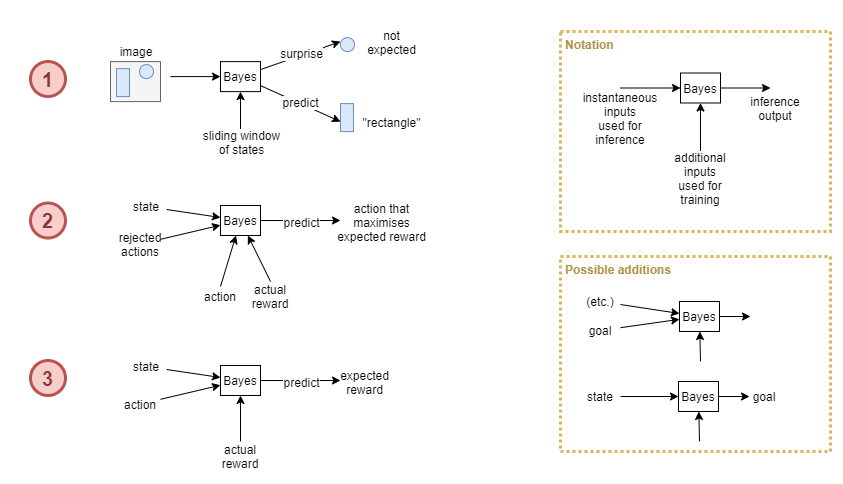 1
image
Bayes
surprise
not
expected
predict
"rectangle"
sliding window
of states
2
state
rejected
actions
Bayes
predict
action that
maximises
expected reward
action
actual
reward
3
state
action
Bayes
predict
expected
reward
actual
reward
Notation
instantaneous
inputs
used for
inference
Bayes
inference
output
additional
inputs
used for
training
Possible additions
(etc.)
goal
Bayes
state
Bayes
goal